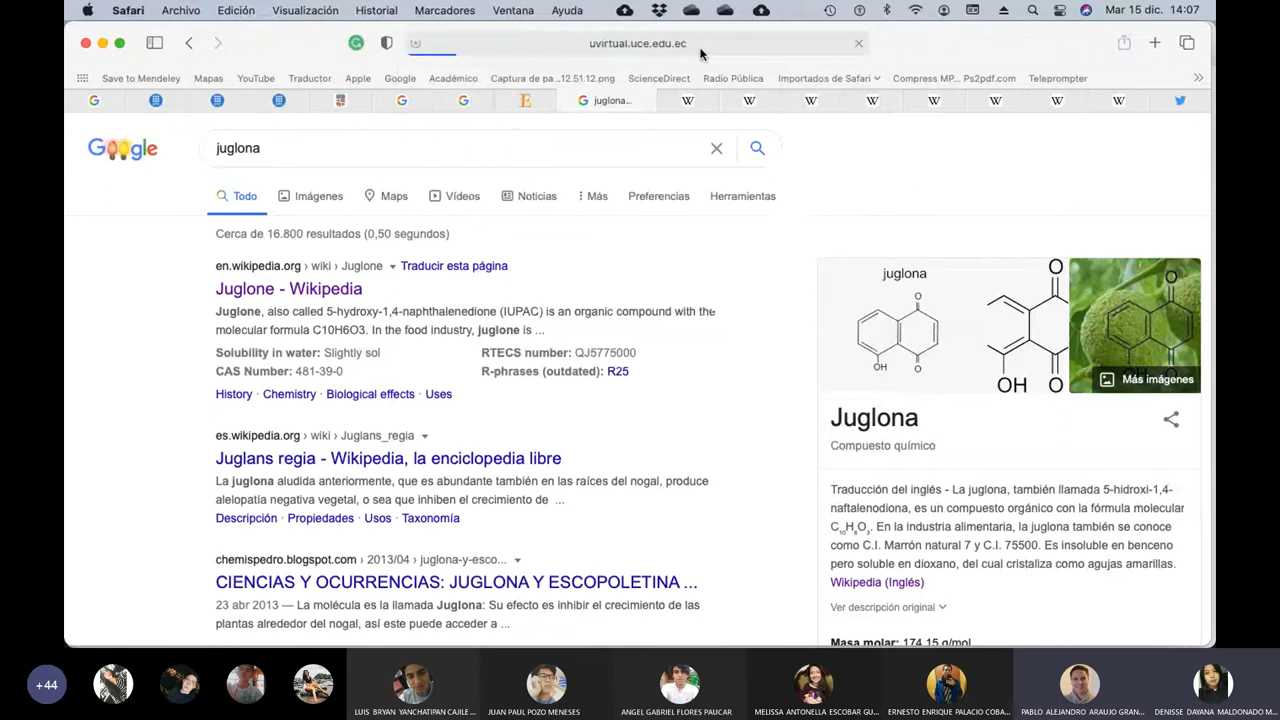 Safari Archivo Edición Visualización Historial Marcadores Ventana Ayuda Mar 15 dic. 14:07
uvirtual.uce.edu.ec
Save to Mendeley Mapas YouTube Traductor Apple Google Académico Captura de pa...12.51.12.png ScienceDirect Radio Pública Importados de Safari Compress MP... Ps2pdf.com Teleprompter
juglona...
Google
juglona
Todo Imágenes Maps Vídeos Noticias Más Preferencias Herramientas
Cerca de 16.800 resultados (0,50 segundos)
en.wikipedia.org › wiki › Juglone Traducir esta página
Juglone - Wikipedia
Juglone, also called 5-hydroxy-1,4-naphthalenedione (IUPAC) is an organic compound with the
molecular formula C10H6O3. In the food industry, juglone is ...
Solubility in water: Slightly sol RTECS number: QJ5775000
CAS Number: 481-39-0 R-phrases (outdated): R25
History · Chemistry · Biological effects · Uses
es.wikipedia.org › wiki › Juglans_regia
Juglans regia - Wikipedia, la enciclopedia libre
La juglona aludida anteriormente, que es abundante también en las raíces del nogal, produce
alelopatía negativa vegetal, o sea que inhiben el crecimiento de ...
Descripción · Propiedades · Usos · Taxonomía
chemispedro.blogspot.com › 2013/04 › juglona-y-esco...
CIENCIAS Y OCURRENCIAS: JUGLONA Y ESCOPOLETINA ...
23 abr 2013 — La molécula es la llamada Juglona: Su efecto es inhibir el crecimiento de las
plantas alrededor del nogal, así este puede acceder a ...
juglona
O
O
OH
O
O
OH O
Más imágenes
Juglona
Compuesto químico
Traducción del inglés - La juglona, también llamada 5-hidroxi-1,4-
naftalenodiona, es un compuesto orgánico con la fórmula molecular
C₁₀H₆O₃. En la industria alimentaria, la juglona también se conoce
como C.I. Marrón natural 7 y C.I. 75500. Es insoluble en benceno
pero soluble en dioxano, del cual cristaliza como agujas amarillas.
Wikipedia (Inglés)
Ver descripción original
Masa molar: 174,15 g/mol
+44
LUIS BRYAN YANCHATIPAN CAJILE... JUAN PAUL POZO MENESES ANGEL GABRIEL FLORES PAUCAR MELISSA ANTONELLA ESCOBAR GU... ERNESTO ENRIQUE PALACIO COBA... PABLO ALEJANDRO ARAUJO GRAN... DENISSE DAYANA MALDONADO M...